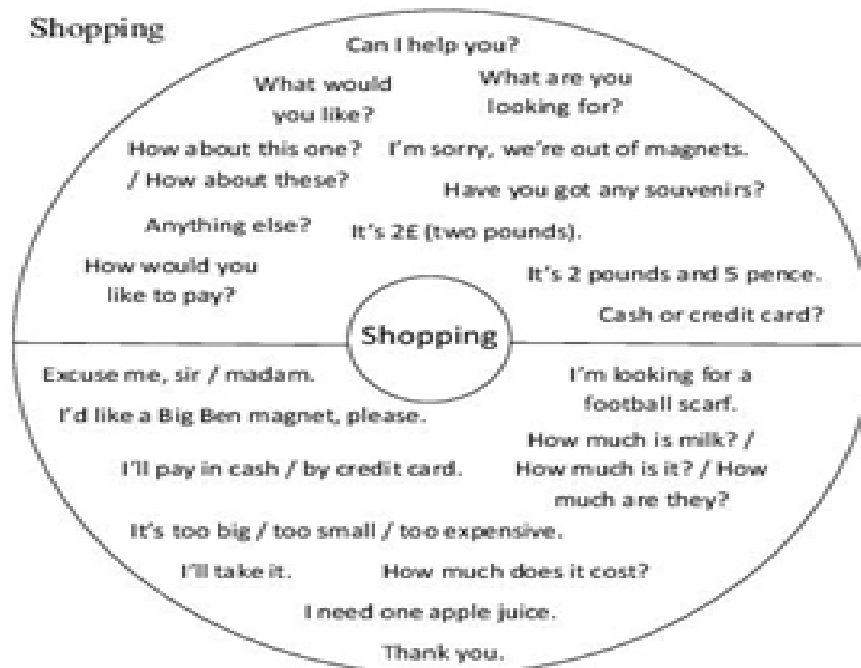 Shopping
Can I help you?
What would
you like?
What are you
looking for?
How about this one?
/ How about these?
I'm sorry, we're out of magnets.
Have you got any souvenirs?
Anything else?
It's 2£ (two pounds).
How would you
like to pay?
It's 2 pounds and 5 pence.
Cash or credit card?
Shopping
Excuse me, sir / madam.
I'm looking for a
football scarf.
I'd like a Big Ben magnet, please.
How much is milk? /
How much is it? / How
much are they?
I'll pay in cash / by credit card.
It's too big / too small / too expensive.
I'll take it.
How much does it cost?
I need one apple juice.
Thank you.